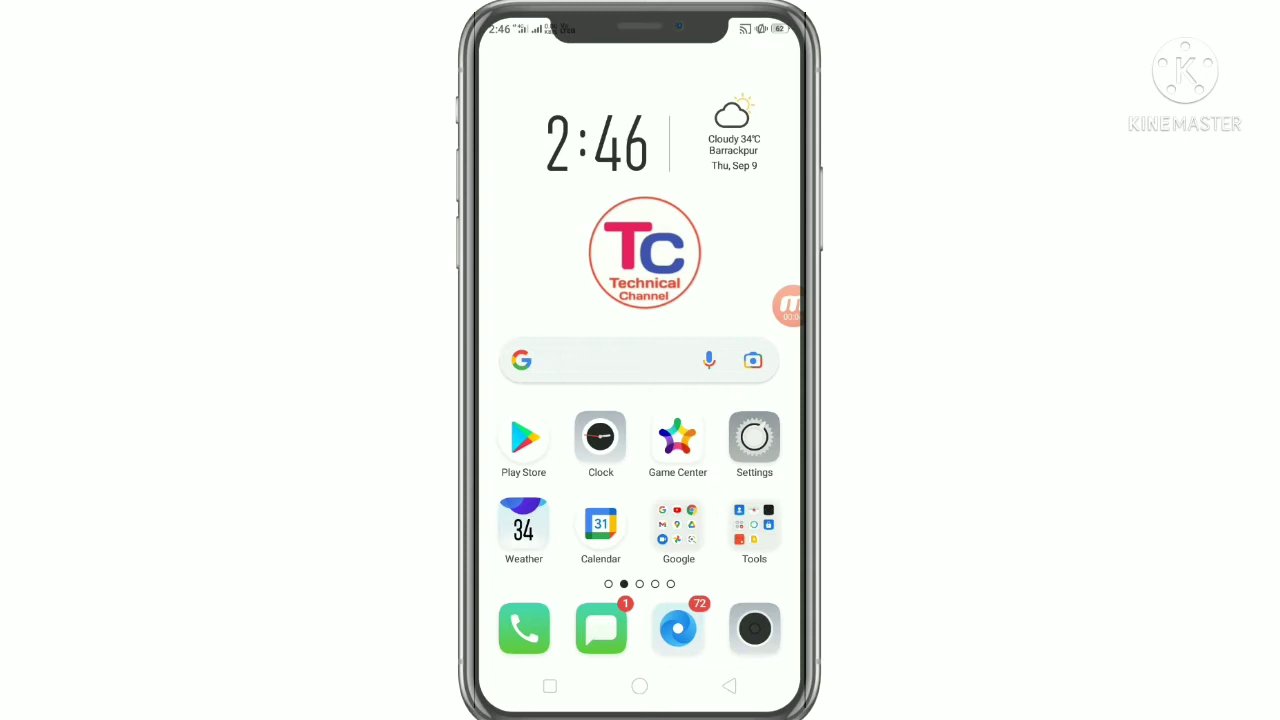 2:46
62
2:46
Cloudy 34°C
Barrackpur
Thu, Sep 9
TC
Technical
Channel
G
Play Store
Clock
Game Center
Settings
34
31
Weather
Calendar
Google
Tools
1
72
K
KINEMASTER